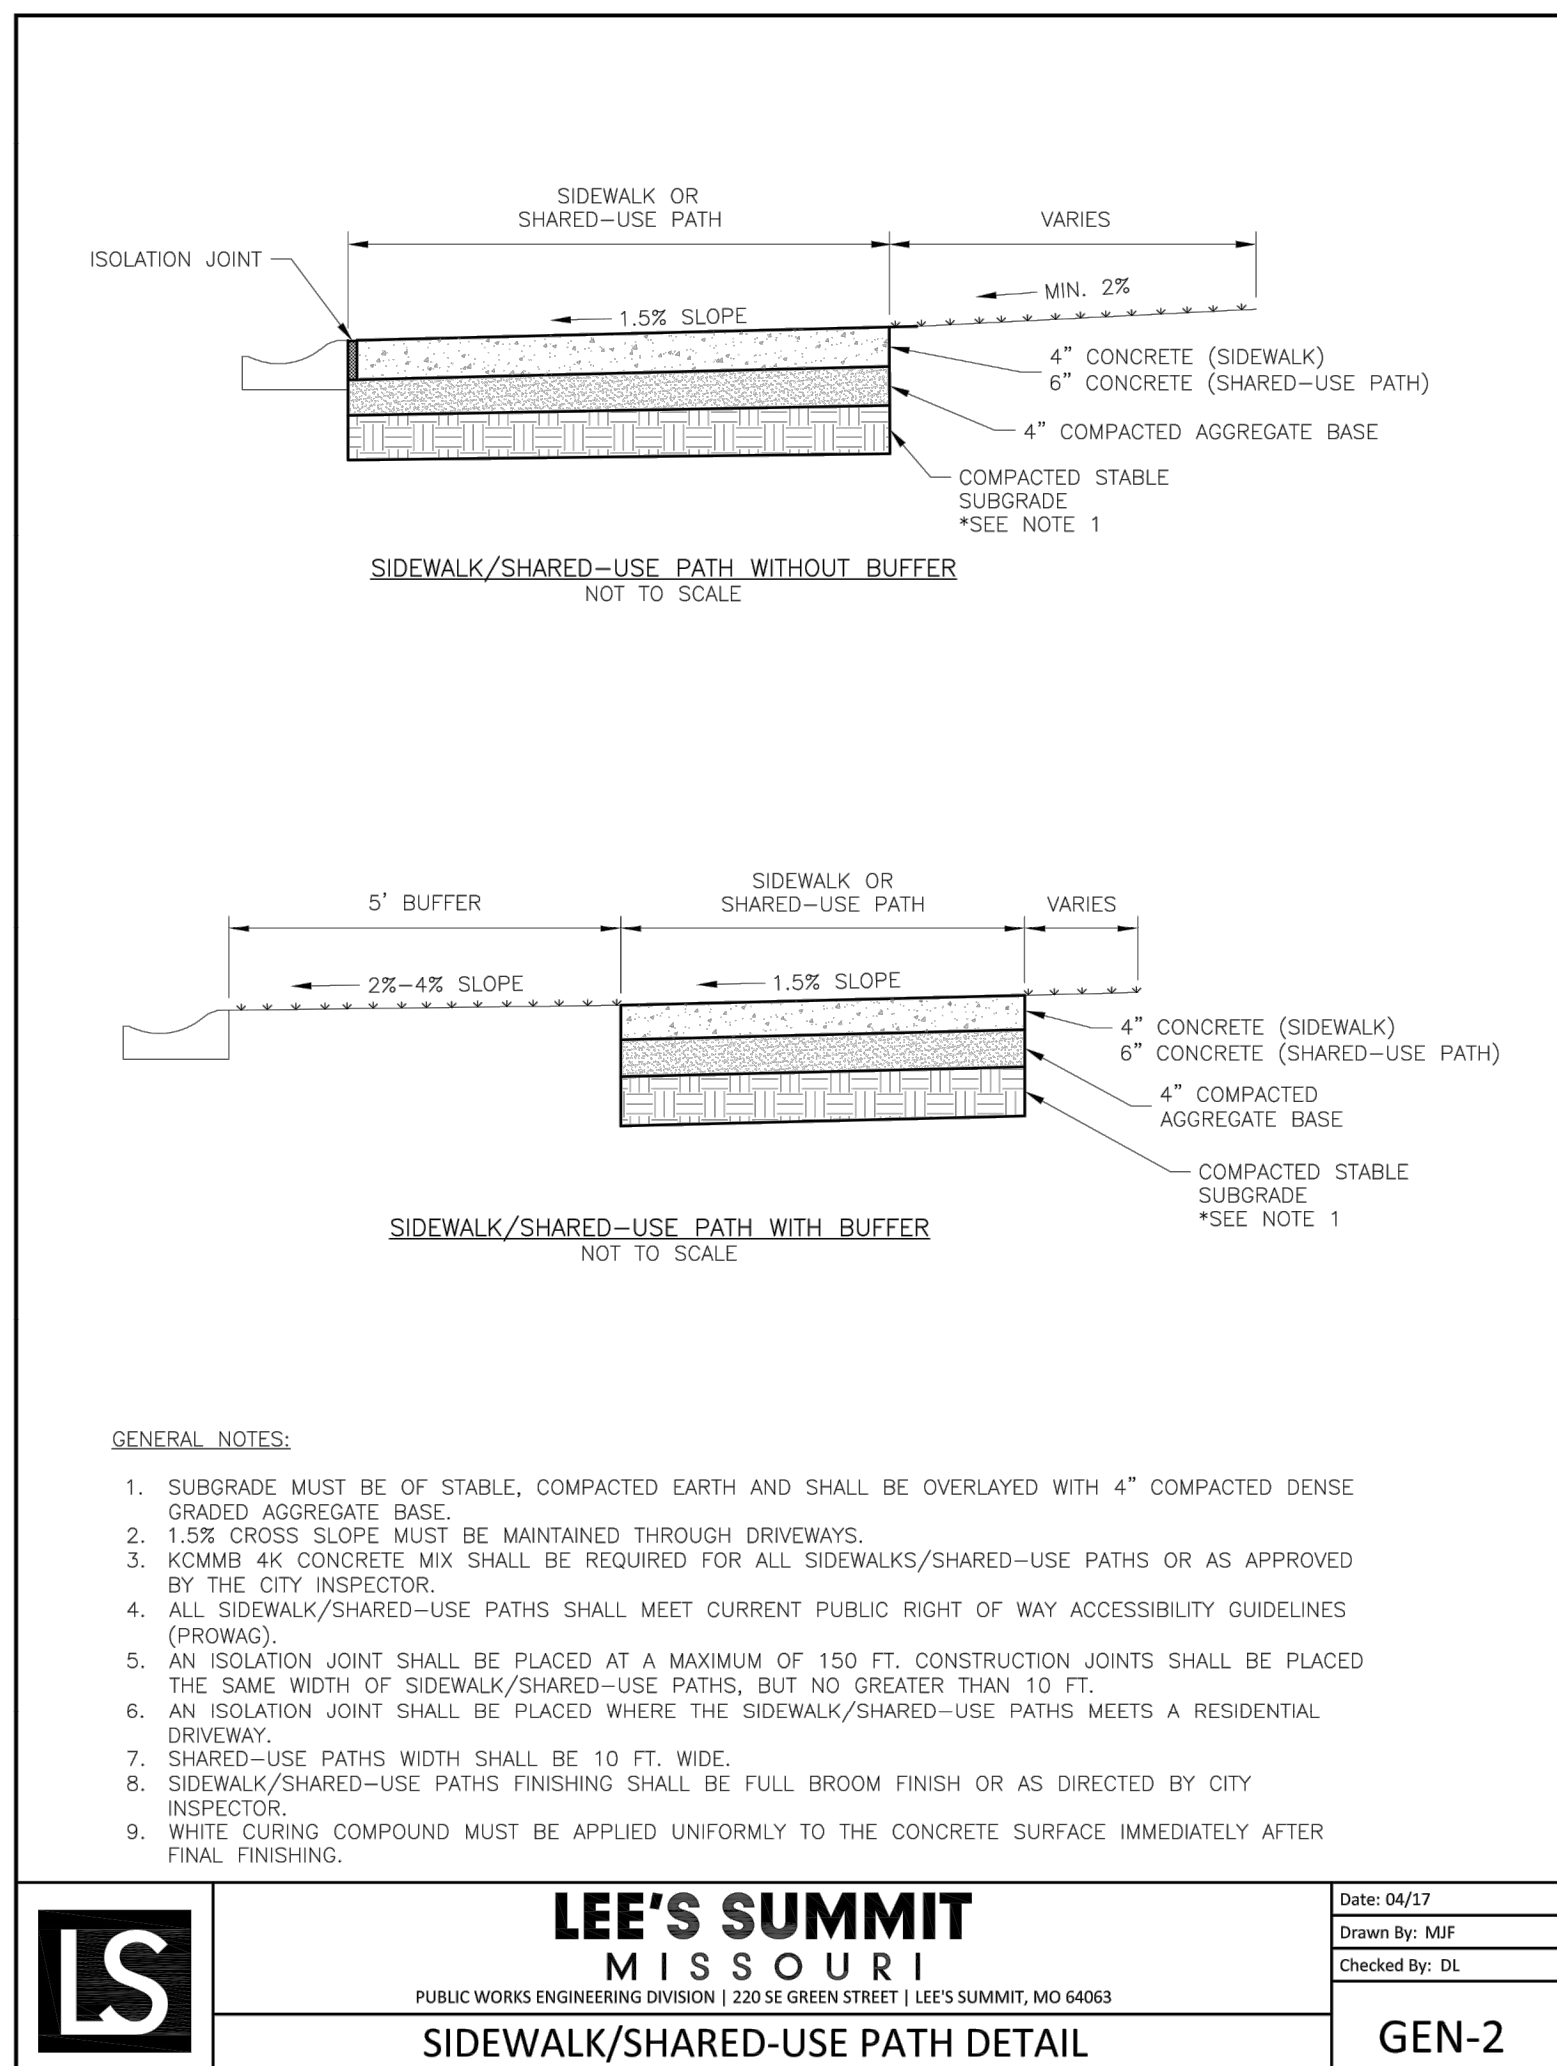 SIDEWALK OR
SHARED-USE PATH
VARIES
ISOLATION JOINT
MIN. 2%
1.5% SLOPE
4" CONCRETE (SIDEWALK)
6" CONCRETE (SHARED-USE PATH)
4" COMPACTED AGGREGATE BASE
COMPACTED STABLE
SUBGRADE
*SEE NOTE 1
SIDEWALK/SHARED-USE PATH WITHOUT BUFFER
NOT TO SCALE
5' BUFFER
SIDEWALK OR
SHARED-USE PATH
VARIES
2%-4% SLOPE
1.5% SLOPE
4" CONCRETE (SIDEWALK)
6" CONCRETE (SHARED-USE PATH)
4" COMPACTED
AGGREGATE BASE
COMPACTED STABLE
SUBGRADE
*SEE NOTE 1
SIDEWALK/SHARED-USE PATH WITH BUFFER
NOT TO SCALE
GENERAL NOTES:
1. SUBGRADE MUST BE OF STABLE, COMPACTED EARTH AND SHALL BE OVERLAYED WITH 4" COMPACTED DENSE
GRADED AGGREGATE BASE.
2. 1.5% CROSS SLOPE MUST BE MAINTAINED THROUGH DRIVEWAYS.
3. KCMMB 4K CONCRETE MIX SHALL BE REQUIRED FOR ALL SIDEWALKS/SHARED-USE PATHS OR AS APPROVED
BY THE CITY INSPECTOR.
4. ALL SIDEWALK/SHARED-USE PATHS SHALL MEET CURRENT PUBLIC RIGHT OF WAY ACCESSIBILITY GUIDELINES
(PROWAG).
5. AN ISOLATION JOINT SHALL BE PLACED AT A MAXIMUM OF 150 FT. CONSTRUCTION JOINTS SHALL BE PLACED
THE SAME WIDTH OF SIDEWALK/SHARED-USE PATHS, BUT NO GREATER THAN 10 FT.
6. AN ISOLATION JOINT SHALL BE PLACED WHERE THE SIDEWALK/SHARED-USE PATHS MEETS A RESIDENTIAL
DRIVEWAY.
7. SHARED-USE PATHS WIDTH SHALL BE 10 FT. WIDE.
8. SIDEWALK/SHARED-USE PATHS FINISHING SHALL BE FULL BROOM FINISH OR AS DIRECTED BY CITY
INSPECTOR.
9. WHITE CURING COMPOUND MUST BE APPLIED UNIFORMLY TO THE CONCRETE SURFACE IMMEDIATELY AFTER
FINAL FINISHING.
LS
LEE'S SUMMIT
MISSOURI
PUBLIC WORKS ENGINEERING DIVISION | 220 SE GREEN STREET | LEE'S SUMMIT, MO 64063
SIDEWALK/SHARED-USE PATH DETAIL
Date: 04/17
Drawn By: MJF
Checked By: DL
GEN-2